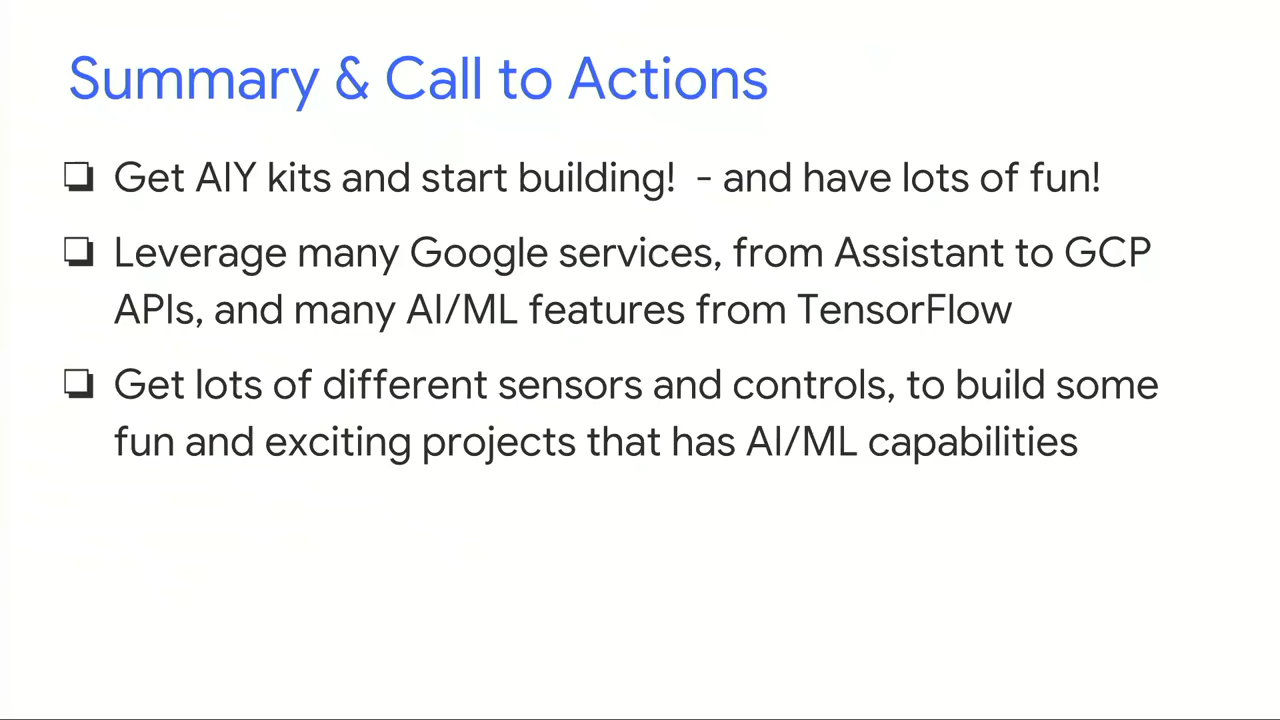 Summary & Call to Actions
❏ Get AIY kits and start building!  - and have lots of fun!
❏ Leverage many Google services, from Assistant to GCP
APIs, and many AI/ML features from TensorFlow
❏ Get lots of different sensors and controls, to build some
fun and exciting projects that has AI/ML capabilities